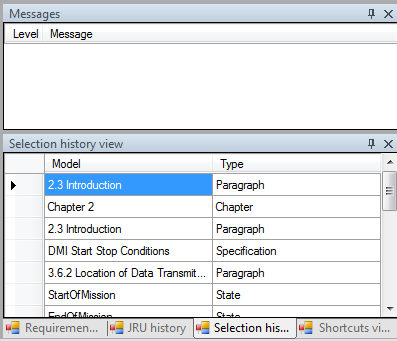 Messages
Level Message
Selection history view
Model Type
2.3 Introduction Paragraph
Chapter 2 Chapter
2.3 Introduction Paragraph
DMI Start Stop Conditions Specification
3.6.2 Location of Data Transmit... Paragraph
StartOfMission State
EndOfMission State
Requiremen... JRU history Selection his... Shortcuts vi...